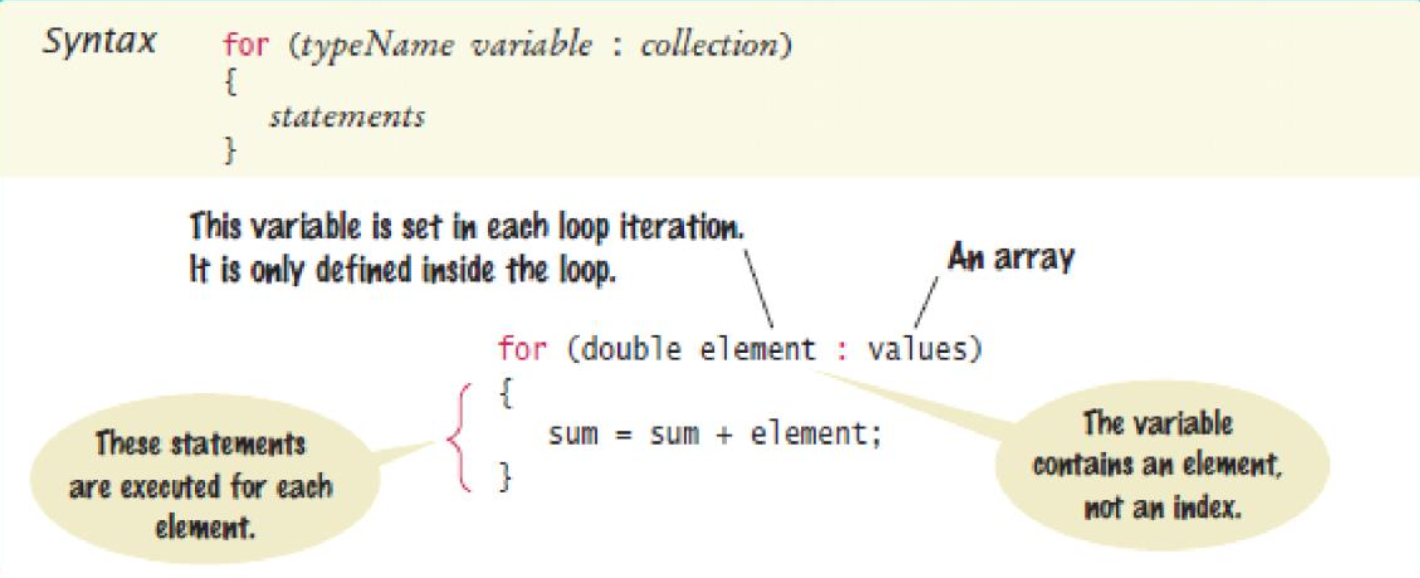 Syntax for (typeName variable : collection)
{
statements
}
This variable is set in each loop iteration.
It is only defined inside the loop.
An array
for (double element : values)
{
sum = sum + element;
}
These statements
are executed for each
element.
The variable
contains an element,
not an index.